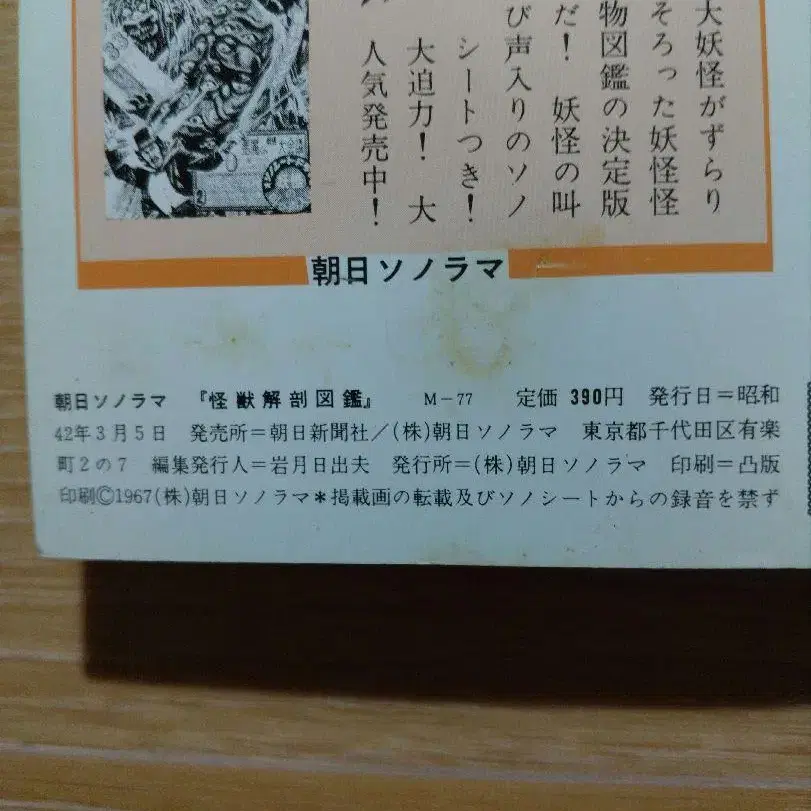 大妖怪がずらり
そろった妖怪怪
物図鑑の決定版
だ! 妖怪の叫
び声入りのソノ
シートつき!
大迫力! 大
人気発売中!
朝日ソノラマ
朝日ソノラマ 『怪獣解剖図鑑』 M-77 定価 390円 発行日=昭和
42年3月5日 発売所=朝日新聞社/(株)朝日ソノラマ 東京都千代田区有楽
町2の7 編集発行人=岩月日出夫 発行所=(株)朝日ソノラマ 印刷=凸版
印刷©1967(株)朝日ソノラマ*掲載画の転載及びソノシートからの録音を禁ず